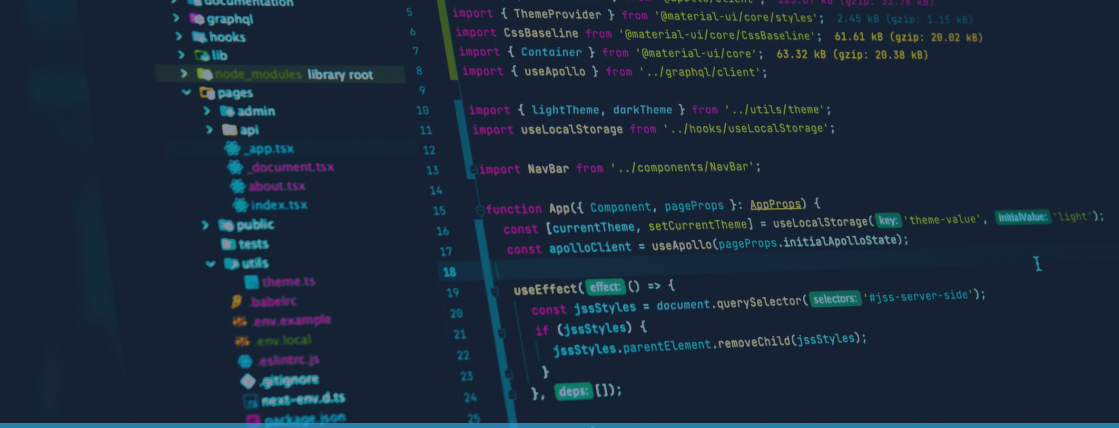 documentation
graphql
hooks
lib
node_modules library root
pages
admin
api
_app.tsx
_document.tsx
about.tsx
index.tsx
public
tests
utils
theme.ts
.babelrc
.env.example
.env.local
.eslintrc.js
.gitignore
next-env.d.ts
package.json
5 import { ThemeProvider } from '@material-ui/core/styles'; 2.45 kB (gzip: 1.15 kB)
6 import CssBaseline from '@material-ui/core/CssBaseline'; 61.61 kB (gzip: 20.02 kB)
7 import { Container } from '@material-ui/core'; 63.32 kB (gzip: 20.38 kB)
8 import { useApollo } from '../graphql/client';
9
10 import { lightTheme, darkTheme } from '../utils/theme';
11 import useLocalStorage from '../hooks/useLocalStorage';
12
13 import NavBar from '../components/NavBar';
14
15 function App({ Component, pageProps }: AppProps) {
16 const [currentTheme, setCurrentTheme] = useLocalStorage( key: 'theme-value', initialValue: 'light');
17 const apolloClient = useApollo(pageProps.initialApolloState);
18
19 useEffect( effect: () => {
20 const jssStyles = document.querySelector( selectors: '#jss-server-side');
21 if (jssStyles) {
22 jssStyles.parentElement.removeChild(jssStyles);
23 }
24 }, deps: []);
25